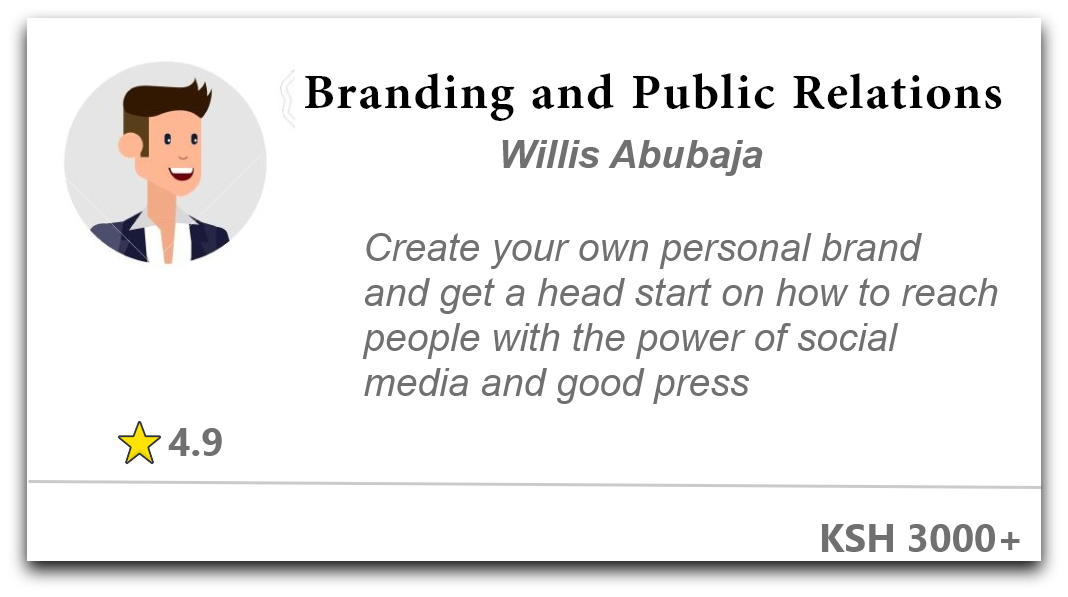 Branding and Public Relations
Willis Abubaja
Create your own personal brand
and get a head start on how to reach
people with the power of social
media and good press
4.9
KSH 3000+